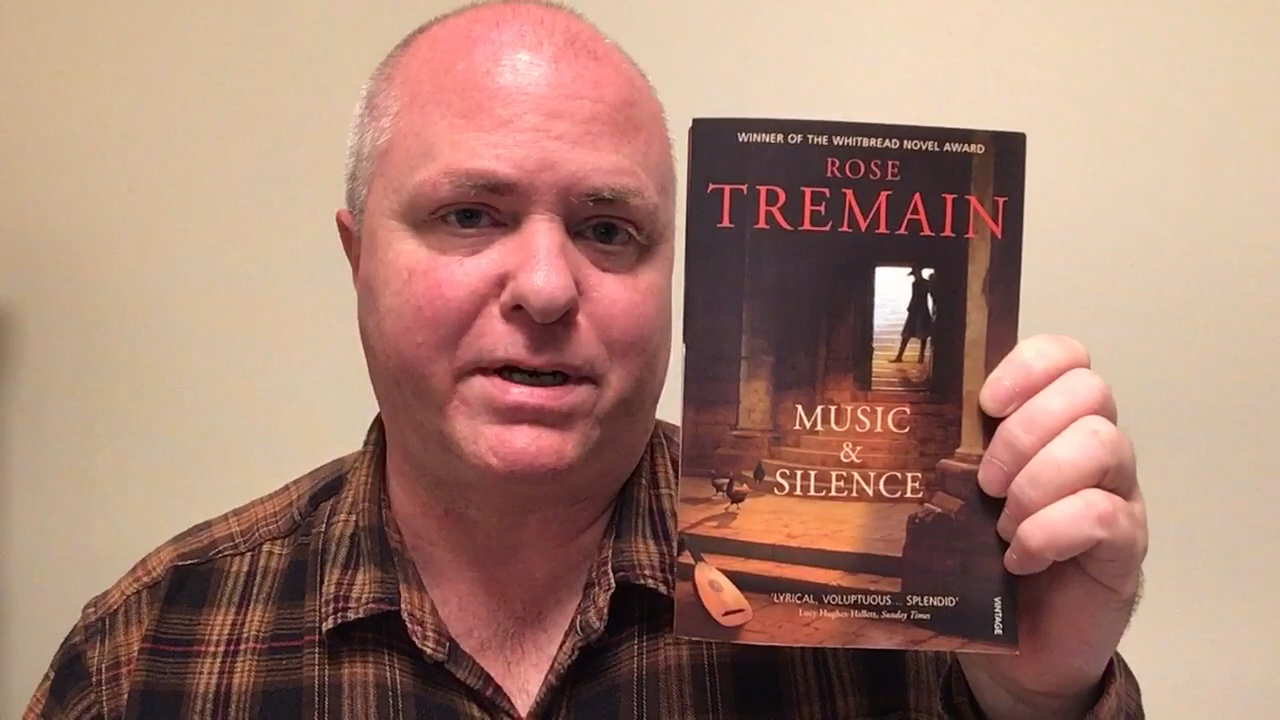 WINNER OF THE WHITBREAD NOVEL AWARD
ROSE
TREMAIN
MUSIC
&
SILENCE
'LYRICAL, VOLUPTUOUS... SPLENDID'
Lucy Hughes-Hallett, Sunday Times
VINTAGE